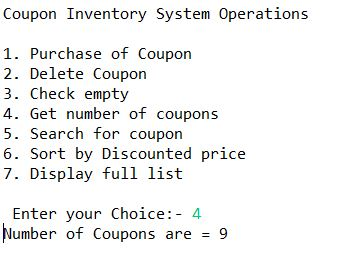 Coupon Inventory System Operations
1. Purchase of Coupon
2. Delete Coupon
3. Check empty
4. Get number of coupons
5. Search for coupon
6. Sort by Discounted price
7. Display full list
Enter your Choice:- 4
Number of Coupons are = 9